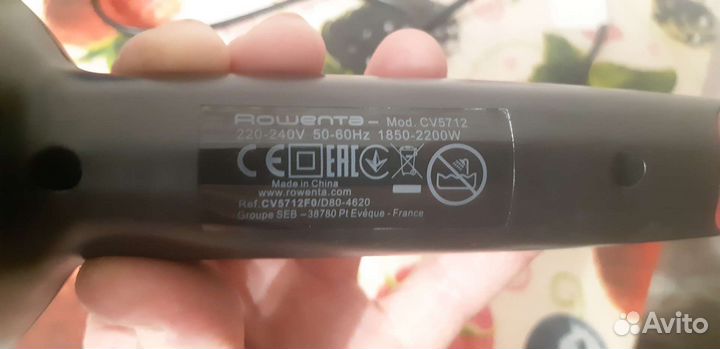 Rowenta — Mod. CV5712
220-240V 50-60Hz 1850-2200W
CE EAC
Made in China
www.rowenta.com
Ref.CV5712F0/D80-4620
Groupe SEB – 38780 Pt Evêque - France
Avito